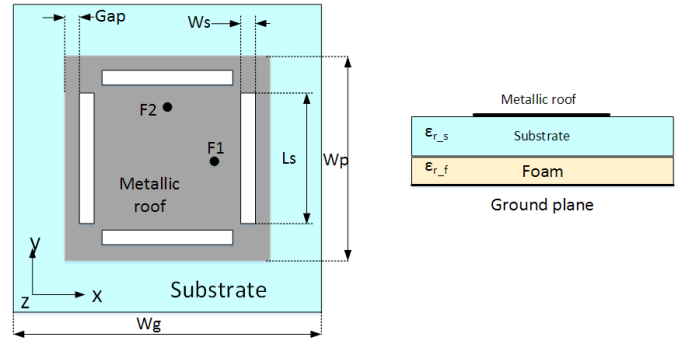 Gap
Ws
F2
F1
Ls
Wp
Metallic
roof
y
z
x
Substrate
Wg
Metallic roof
εr_s
Substrate
εr_f
Foam
Ground plane